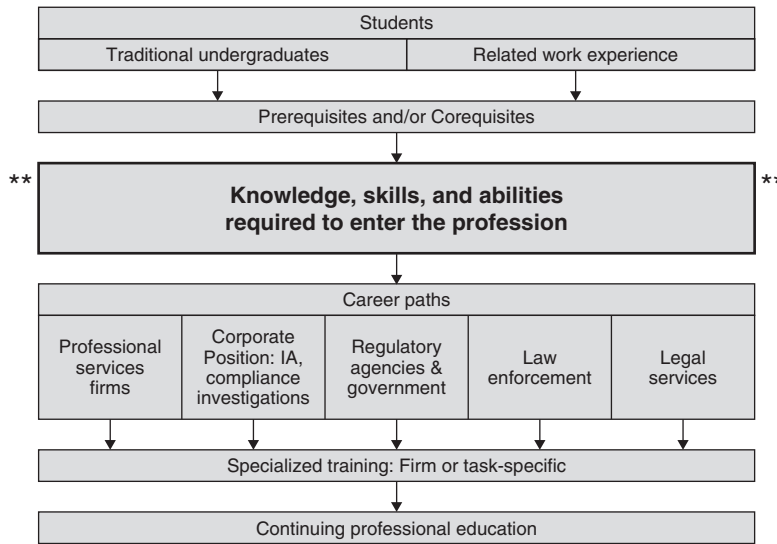 Students
Traditional undergraduates
Related work experience
Prerequisites and/or Corequisites
**
**
Knowledge, skills, and abilities
required to enter the profession
Career paths
Professional
services
firms
Corporate
Position: IA,
compliance
investigations
Regulatory
agencies &
government
Law
enforcement
Legal
services
Specialized training: Firm or task-specific
Continuing professional education